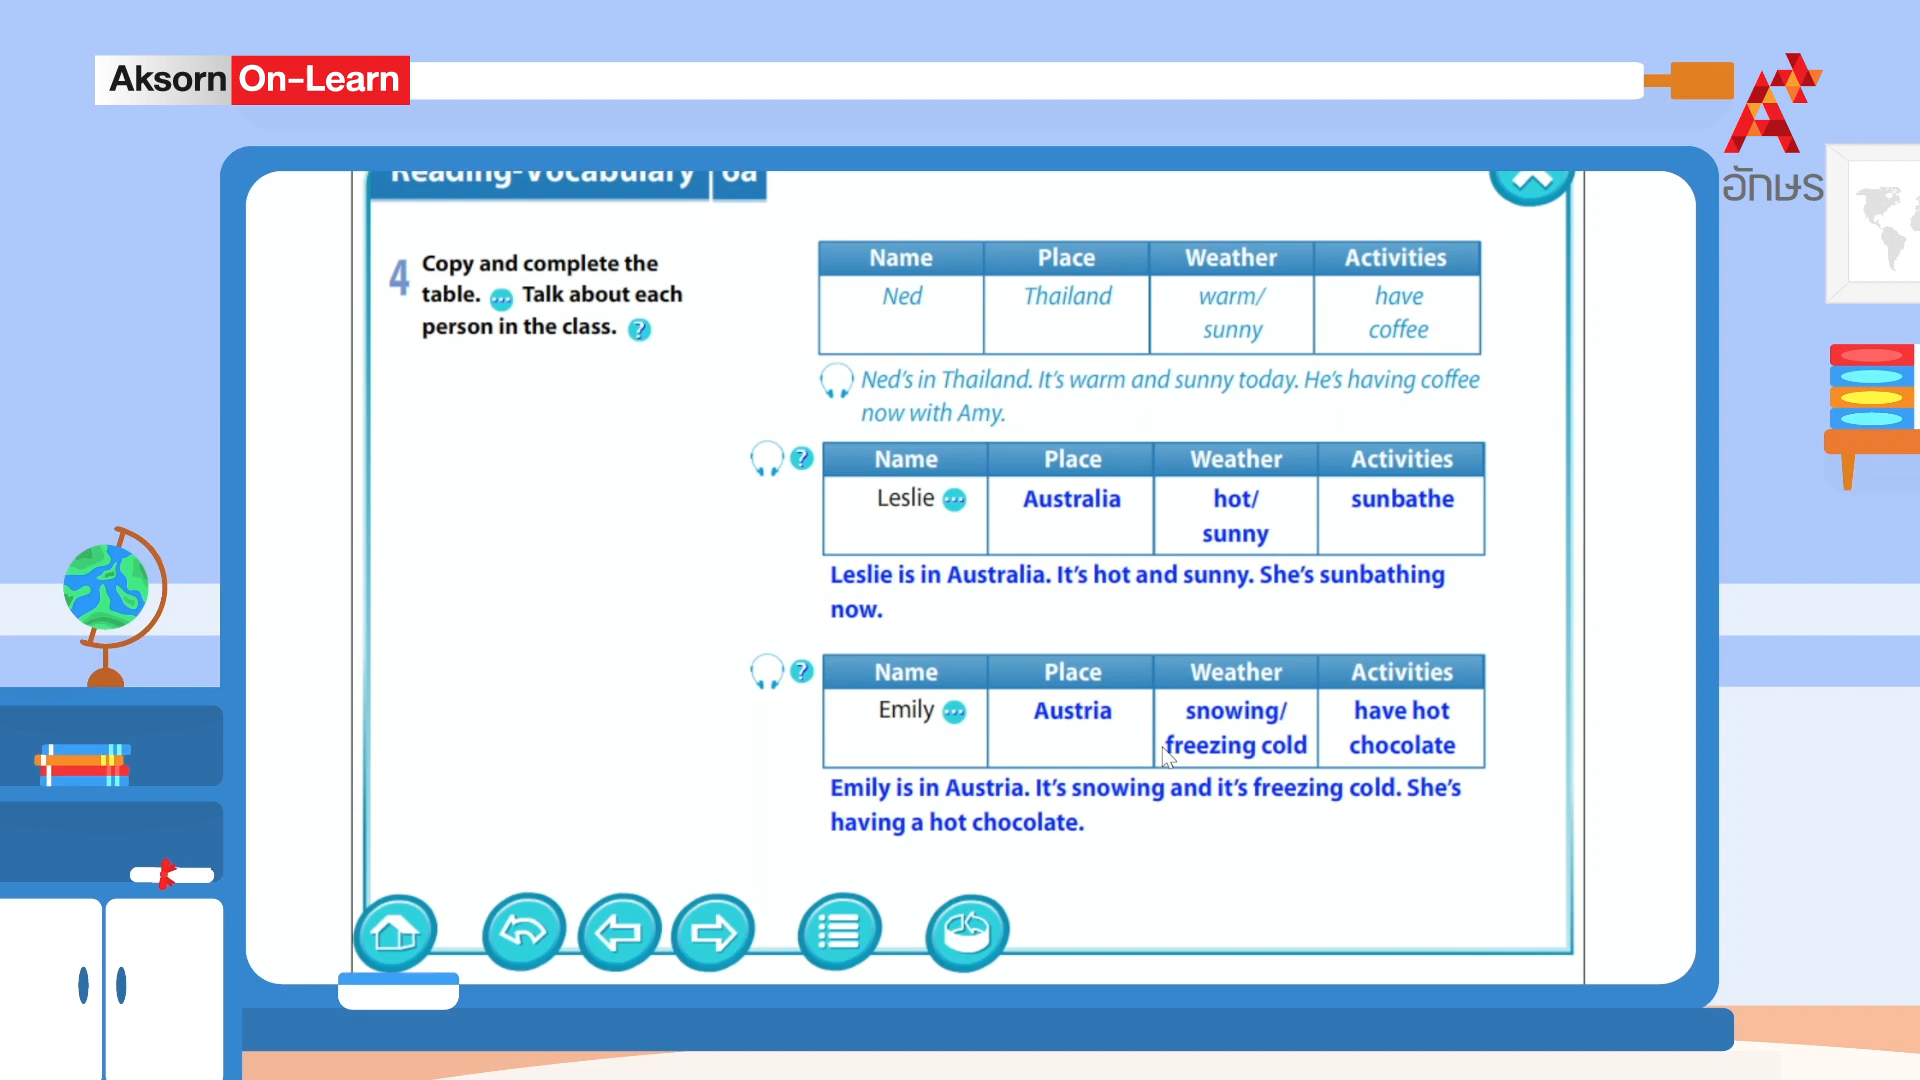 Aksorn On-Learn
อักษร
Reading-Vocabulary 6a
4 Copy and complete the
table. Talk about each
person in the class.
Name Place Weather Activities
Ned Thailand warm/ have
sunny coffee
Ned's in Thailand. It's warm and sunny today. He's having coffee
now with Amy.
Name Place Weather Activities
Leslie Australia hot/ sunbathe
sunny
Leslie is in Australia. It's hot and sunny. She's sunbathing
now.
Name Place Weather Activities
Emily Austria snowing/ have hot
freezing cold chocolate
Emily is in Austria. It's snowing and it's freezing cold. She's
having a hot chocolate.